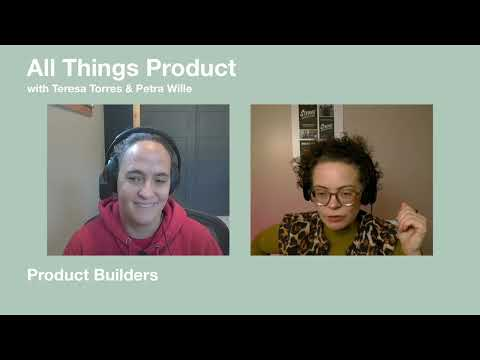 All Things Product
with Teresa Torres & Petra Wille
Product Builders